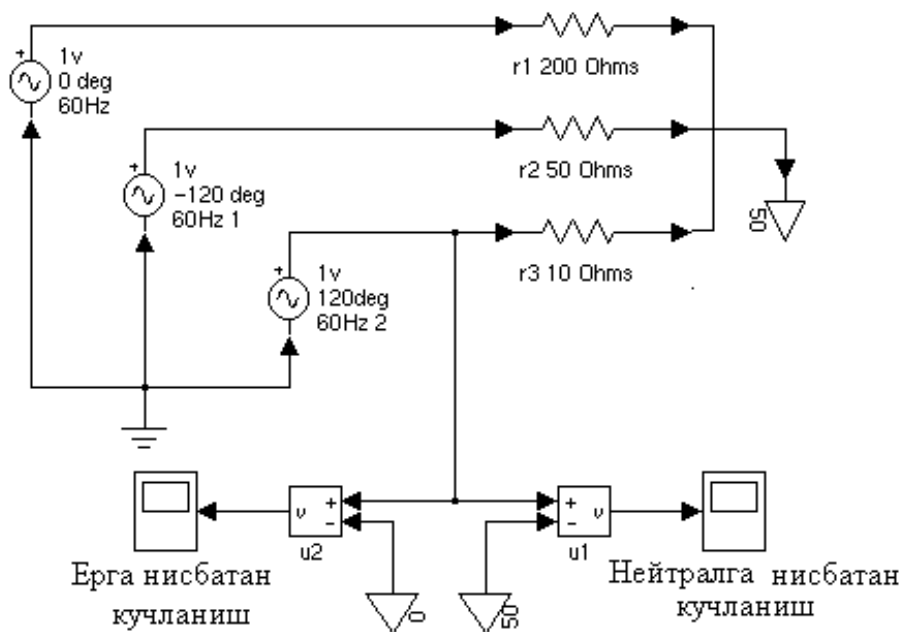 +
1v
0 deg
60Hz
r1 200 Ohms
+
1v
−120 deg
60Hz 1
r2 50 Ohms
50
+
1v
120deg
60Hz 2
r3 10 Ohms
v + −
u2
+ − v
u1
Ерга нисбатан
кучланиш
0
50
Нейтралга нисбатан
кучланиш